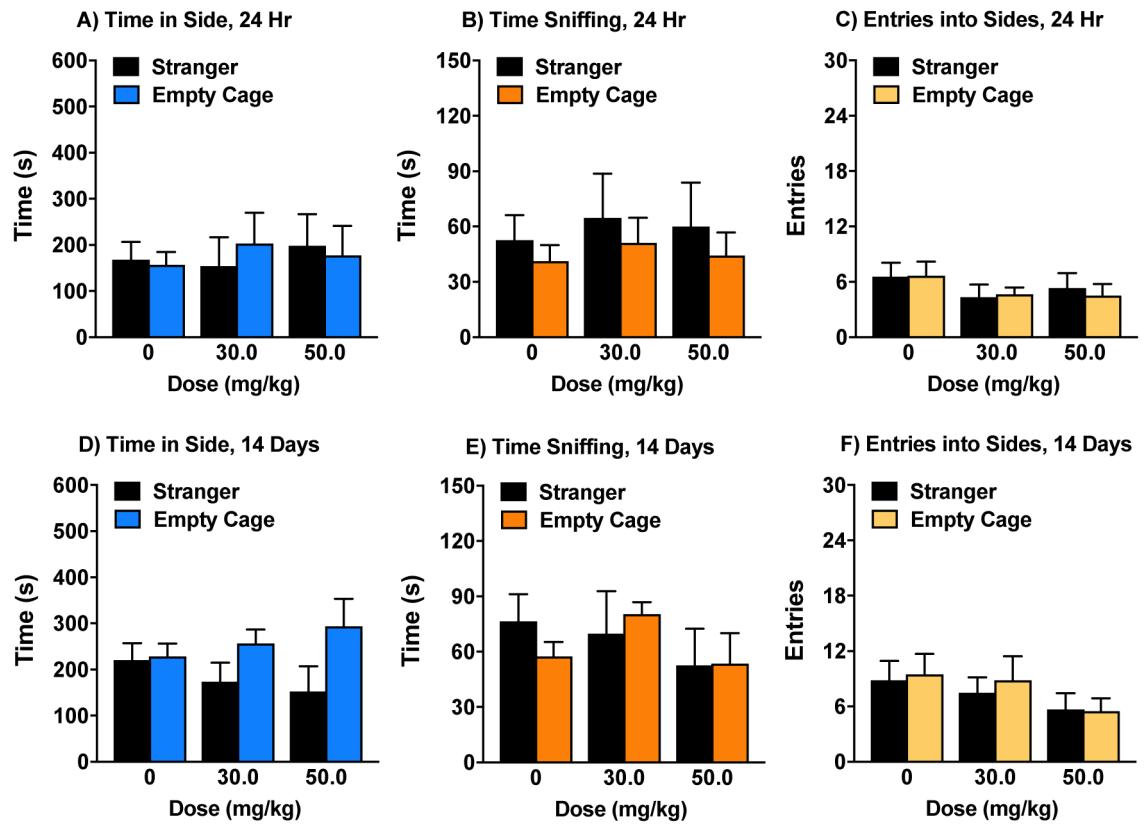 A) Time in Side, 24 Hr
600
500
400
300
200
100
0
Time (s)
Stranger
Empty Cage
0 30.0 50.0
Dose (mg/kg)
B) Time Sniffing, 24 Hr
150
120
90
60
30
0
Time (s)
Stranger
Empty Cage
0 30.0 50.0
Dose (mg/kg)
C) Entries into Sides, 24 Hr
30
24
18
12
6
0
Entries
Stranger
Empty Cage
0 30.0 50.0
Dose (mg/kg)
D) Time in Side, 14 Days
600
500
400
300
200
100
0
Time (s)
Stranger
Empty Cage
0 30.0 50.0
Dose (mg/kg)
E) Time Sniffing, 14 Days
150
120
90
60
30
0
Time (s)
Stranger
Empty Cage
0 30.0 50.0
Dose (mg/kg)
F) Entries into Sides, 14 Days
30
24
18
12
6
0
Entries
Stranger
Empty Cage
0 30.0 50.0
Dose (mg/kg)